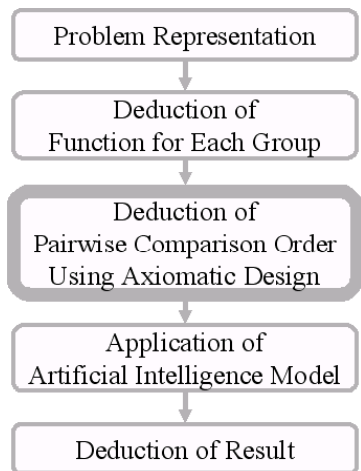 Problem Representation
Deduction of
Function for Each Group
Deduction of
Pairwise Comparison Order
Using Axiomatic Design
Application of
Artificial Intelligence Model
Deduction of Result